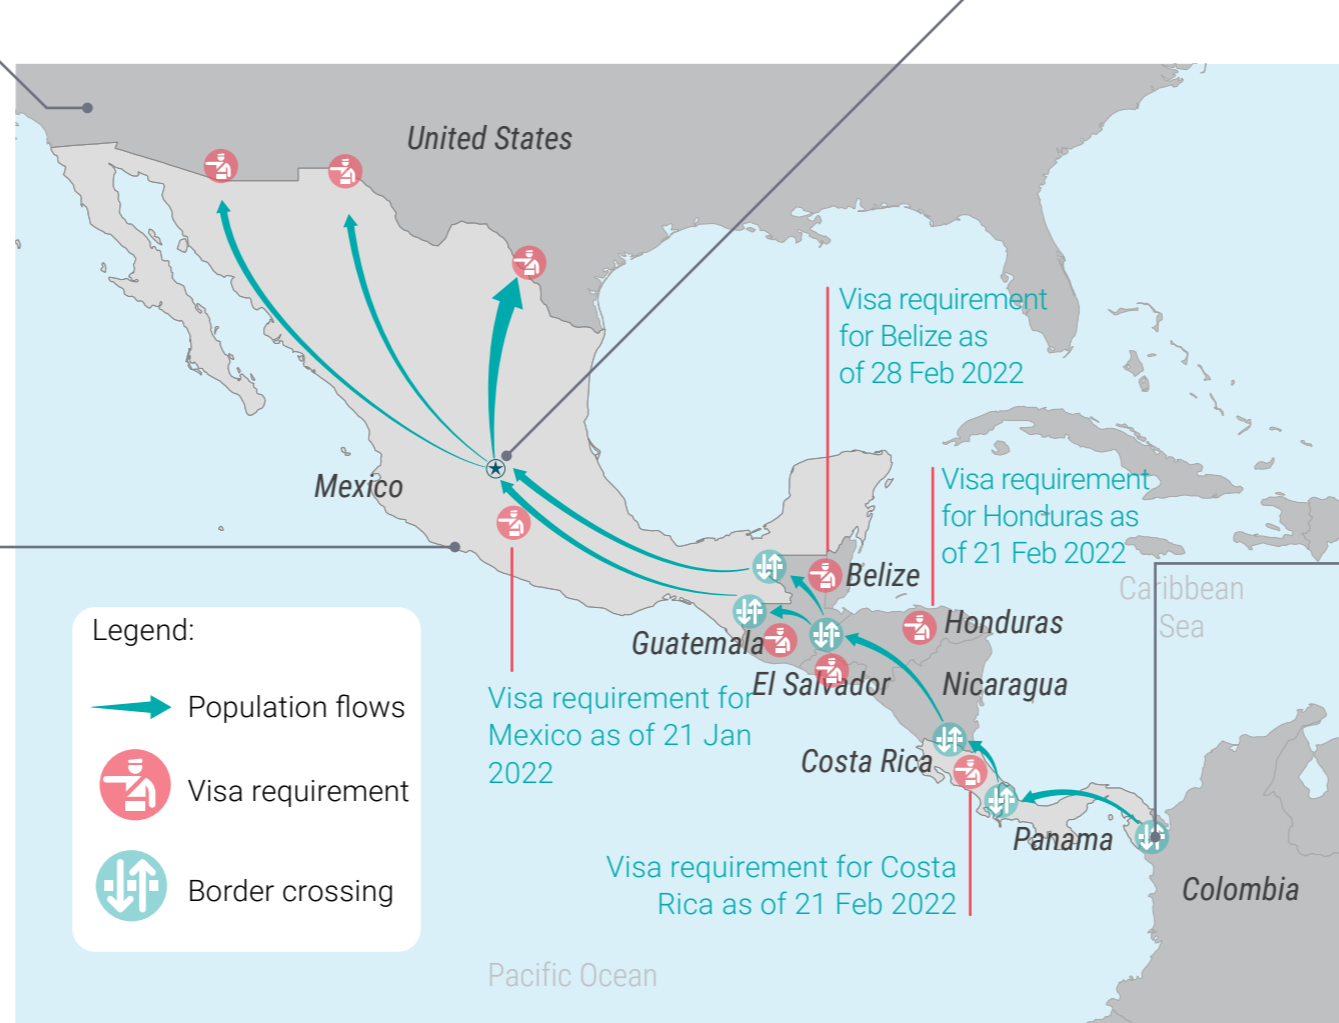 United States
Visa requirement
for Belize as
of 28 Feb 2022
Mexico
Visa requirement
for Honduras as
of 21 Feb 2022
Belize
Caribbean
Sea
Honduras
Guatemala
El Salvador
Nicaragua
Visa requirement for
Mexico as of 21 Jan
2022
Costa Rica
Panama
Visa requirement for Costa
Rica as of 21 Feb 2022
Colombia
Pacific Ocean
Legend:
Population flows
Visa requirement
Border crossing